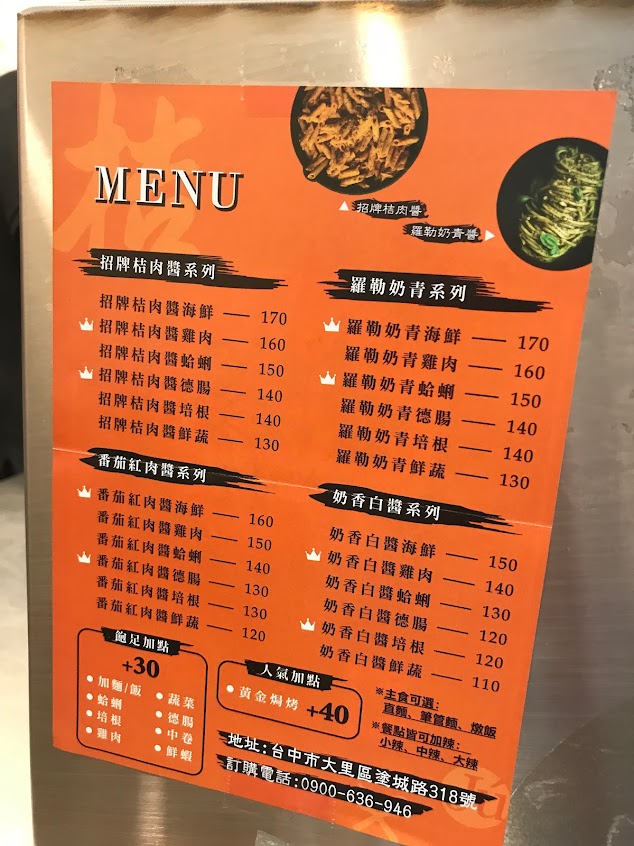 MENU
▲ 招牌桔肉醬
羅勒奶青醬 ▶
招牌桔肉醬系列
招牌桔肉醬海鮮 — 170
招牌桔肉醬雞肉 — 160
招牌桔肉醬蛤蜊 — 150
招牌桔肉醬德腸 — 140
招牌桔肉醬培根 — 140
招牌桔肉醬鮮蔬 — 130
羅勒奶青系列
羅勒奶青海鮮 — 170
羅勒奶青雞肉 — 160
羅勒奶青蛤蜊 — 150
羅勒奶青德腸 — 140
羅勒奶青培根 — 140
羅勒奶青鮮蔬 — 130
番茄紅肉醬系列
番茄紅肉醬海鮮 — 160
番茄紅肉醬雞肉 — 150
番茄紅肉醬蛤蜊 — 140
番茄紅肉醬德腸 — 130
番茄紅肉醬培根 — 130
番茄紅肉醬鮮蔬 — 120
奶香白醬系列
奶香白醬海鮮 — 150
奶香白醬雞肉 — 140
奶香白醬蛤蜊 — 130
奶香白醬德腸 — 120
奶香白醬培根 — 120
奶香白醬鮮蔬 — 110
飽足加點
+30
• 加麵/飯 • 蔬菜
• 蛤蜊 • 德腸
• 培根 • 中卷
• 雞肉 • 鮮蝦
人氣加點
• 黃金焗烤 +40
※主食可選:
直麵、筆管麵、燉飯
※餐點皆可加辣:
小辣、中辣、大辣
地址:台中市大里區塗城路318號
訂購電話:0900-636-946
桔